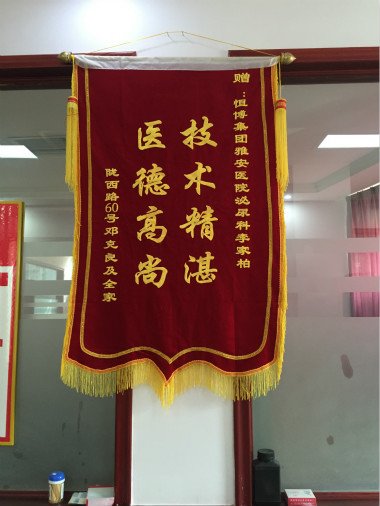 赠：恒博集团雅安医院泌尿科李家柏
技术精湛
医德高尚
陇西路60号邓克良及全家